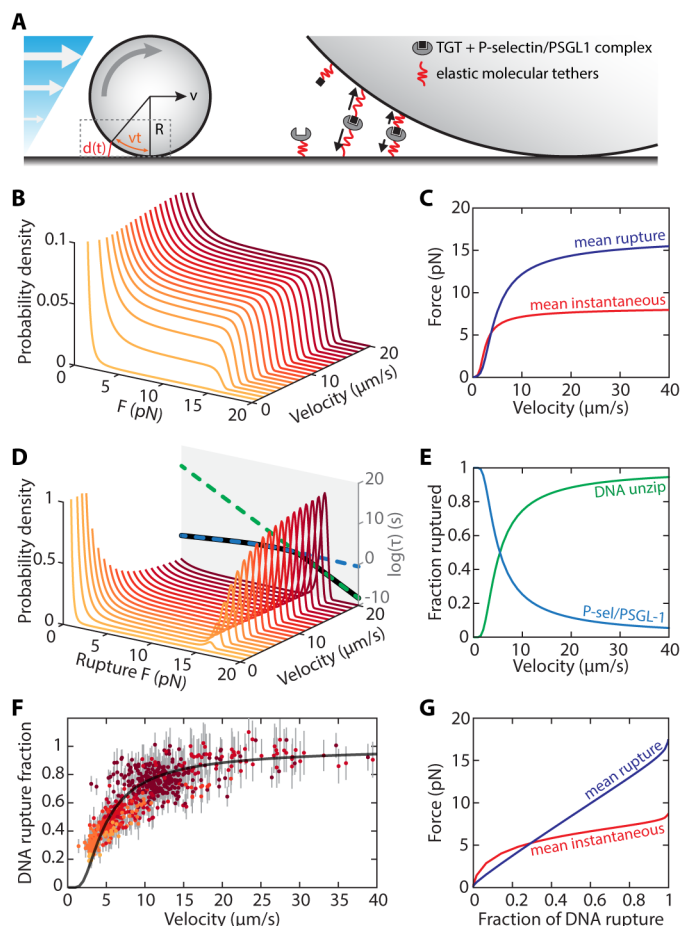 A
TGT + P-selectin/PSGL1 complex
elastic molecular tethers
v
R
vt
d(t)
B
Probability density
0.1
0.05
0
0
5
10
15
20
F (pN)
0
10
20
Velocity (µm/s)
C
Force (pN)
20
15
10
5
0
mean rupture
mean instantaneous
0
10
20
30
40
Velocity (µm/s)
D
Probability density
1
0.5
0
0
5
10
15
20
Rupture F (pN)
0
10
20
Velocity (µm/s)
20
10
0
-10
log(τ) (s)
E
Fraction ruptured
1
0.8
0.6
0.4
0.2
0
DNA unzip
P-sel/PSGL-1
0
10
20
30
40
Velocity (µm/s)
F
DNA rupture fraction
1
0.8
0.6
0.4
0.2
0
0
5
10
15
20
25
30
35
40
Velocity (µm/s)
G
Force (pN)
20
15
10
5
0
mean rupture
mean instantaneous
0
0.2
0.4
0.6
0.8
1
Fraction of DNA rupture